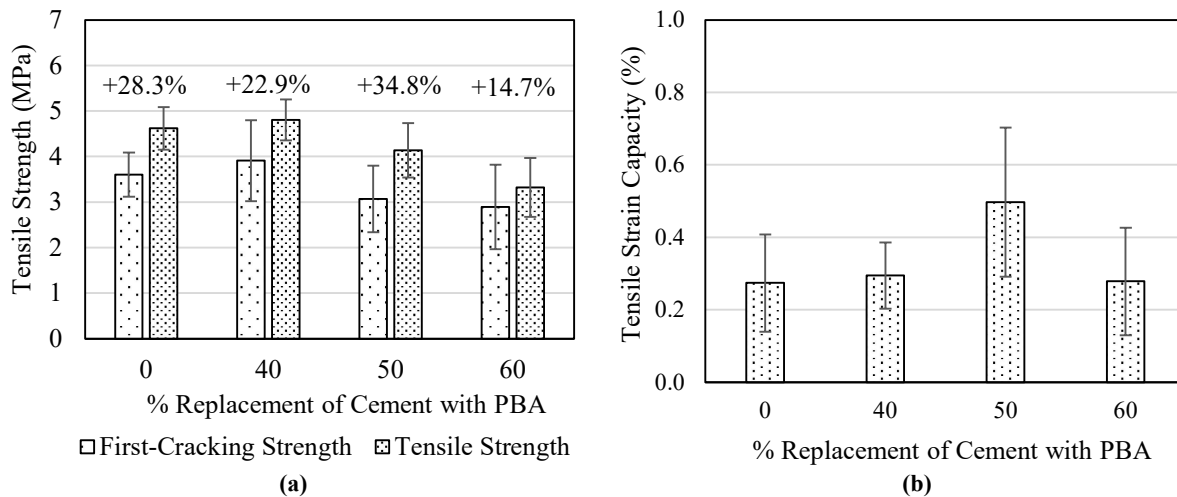 7
6
5
4
3
2
1
0
Tensile Strength (MPa)
+28.3% +22.9% +34.8% +14.7%
0 40 50 60
% Replacement of Cement with PBA
First-Cracking Strength Tensile Strength
(a)
1.0
0.8
0.6
0.4
0.2
0.0
Tensile Strain Capacity (%)
0 40 50 60
% Replacement of Cement with PBA
(b)